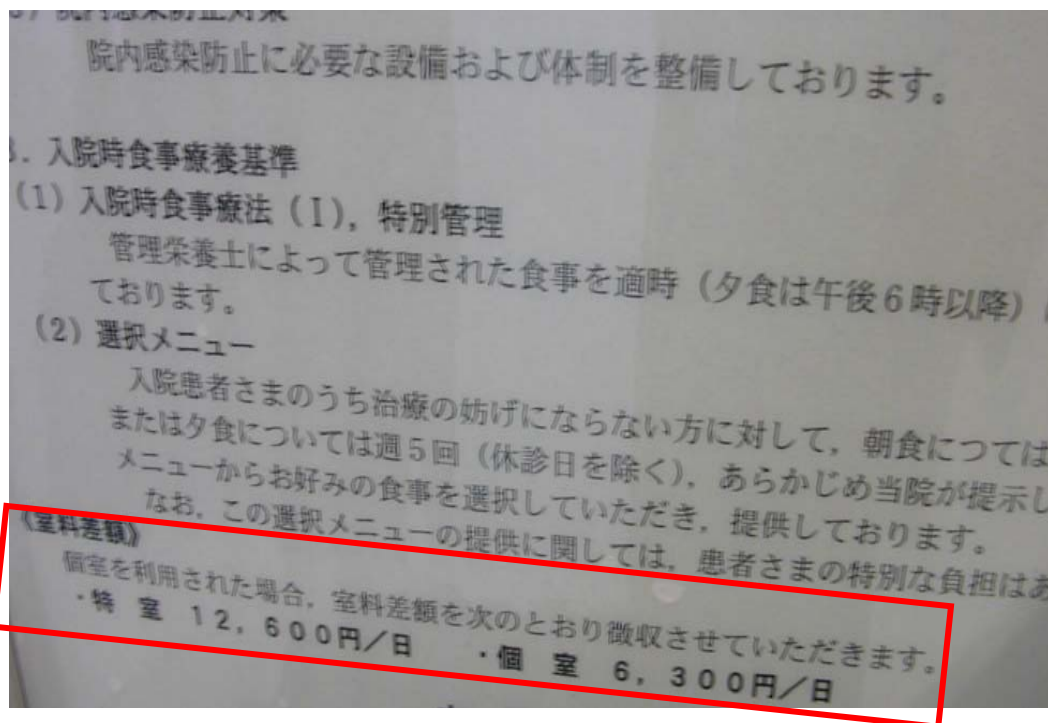 ) 院内感染防止対策
院内感染防止に必要な設備および体制を整備しております。
. 入院時食事療養基準
(1) 入院時食事療法 (I), 特別管理
管理栄養士によって管理された食事を適時 (夕食は午後6時以降)
ております。
(2) 選択メニュー
入院患者さまのうち治療の妨げにならない方に対して, 朝食につては
または夕食については週5回 (休診日を除く), あらかじめ当院が提示し
メニューからお好みの食事を選択していただき, 提供しております。
なお, この選択メニューの提供に関しては, 患者さまの特別な負担はあ
《室料差額》
個室を利用された場合, 室料差額を次のとおり徴収させていただきます。
・特 室 12,600円/日 ・個 室 6,300円/日